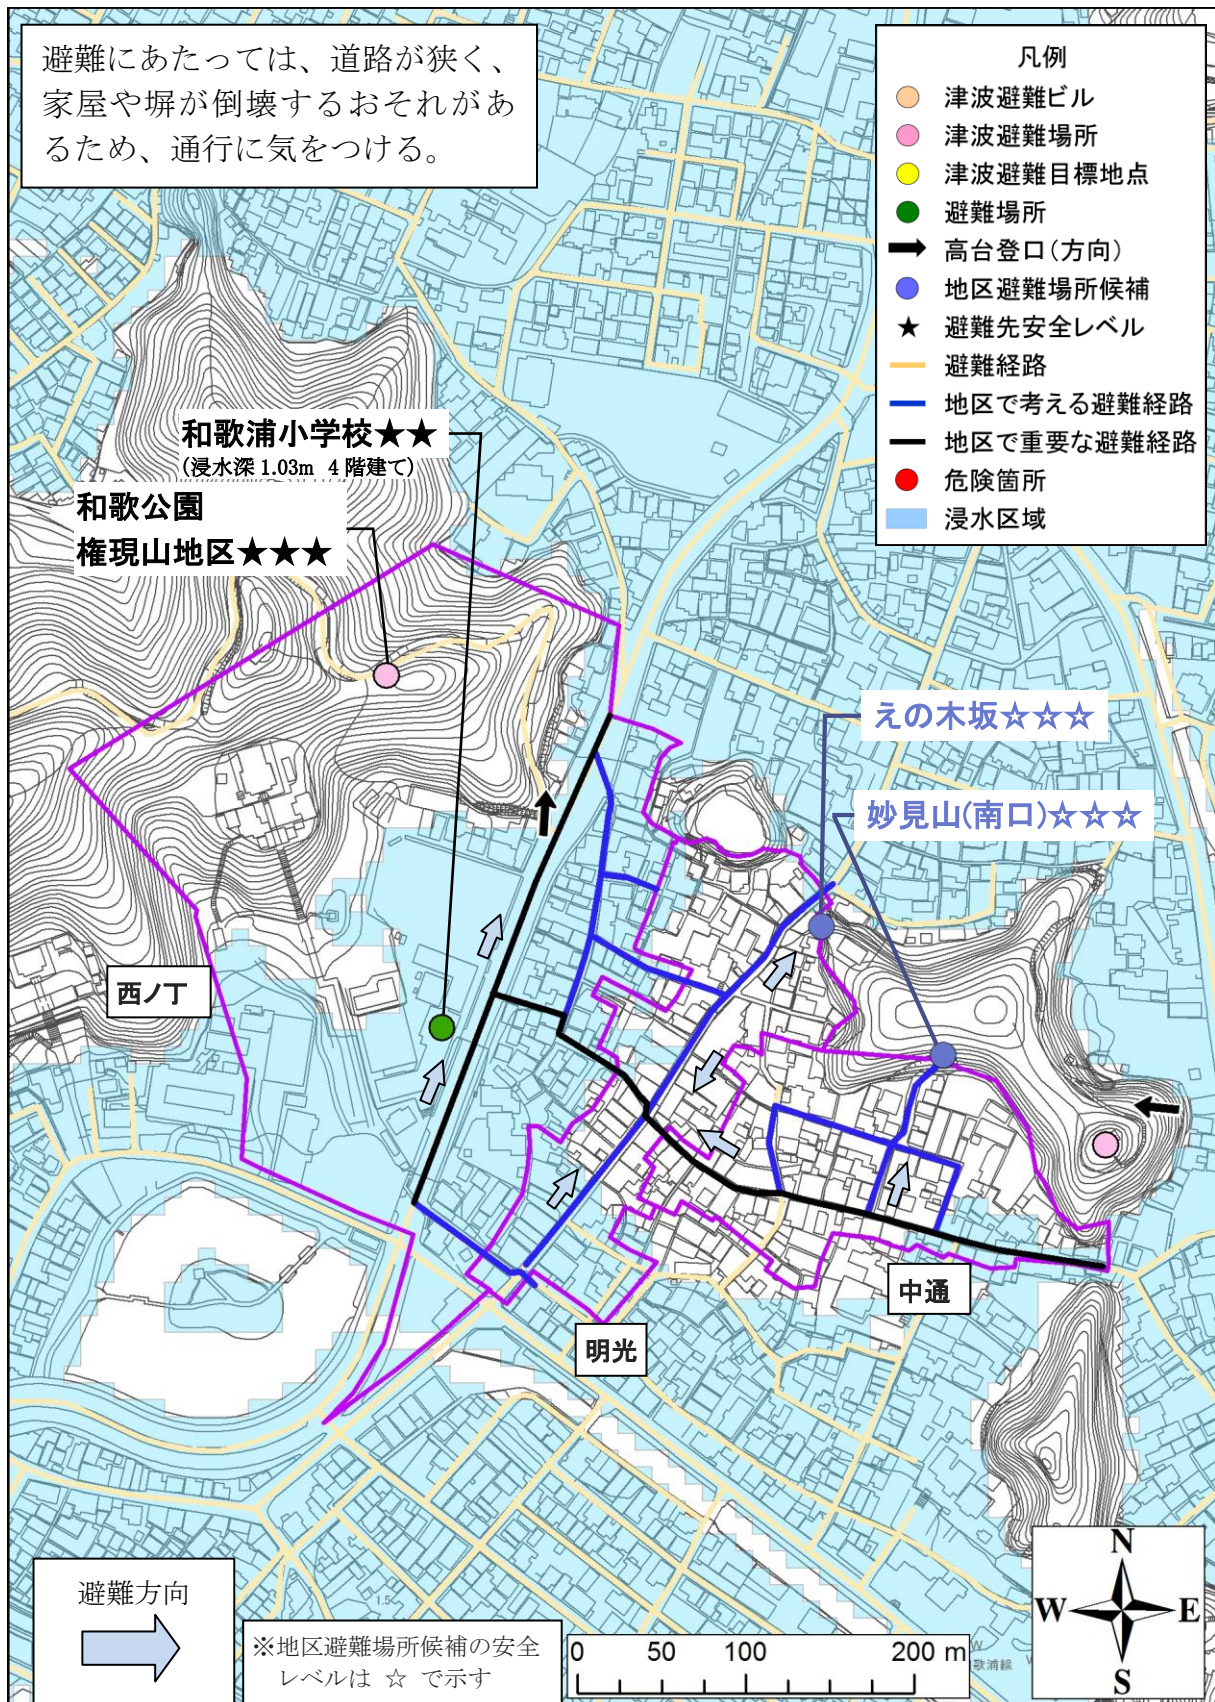 避難にあたっては、道路が狭く、
家屋や塀が倒壊するおそれがあ
るため、通行に気をつける。
凡例
津波避難ビル
津波避難場所
津波避難目標地点
避難場所
高台登口(方向)
地区避難場所候補
★ 避難先安全レベル
避難経路
地区で考える避難経路
地区で重要な避難経路
危険箇所
浸水区域
和歌浦小学校★★
(浸水深 1.03m 4 階建て)
和歌公園
権現山地区★★★
えの木坂☆☆☆
妙見山(南口)☆☆☆
西ノ丁
中通
明光
避難方向
※地区避難場所候補の安全
レベルは ☆ で示す
0 50 100 200 m
N
W E
S
1.5
歌浦線